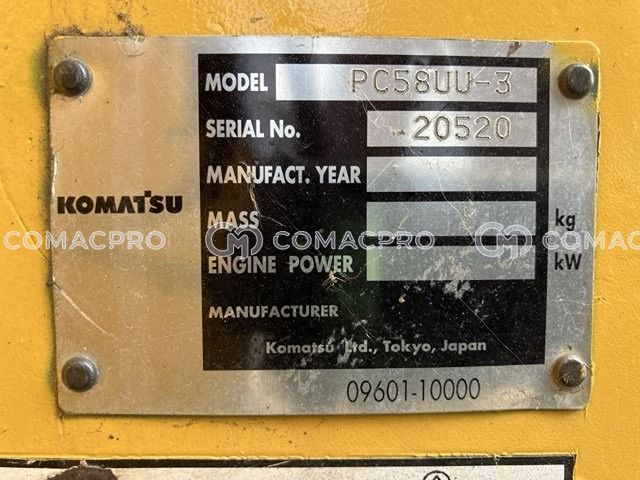 MODEL PC58UU-3
SERIAL No. 20520
MANUFACT. YEAR
KOMATSU
MASS kg
COMACPRO COMACPRO COMAC
ENGINE POWER kW
MANUFACTURER
Komatsu Ltd., Tokyo, Japan
09601-10000